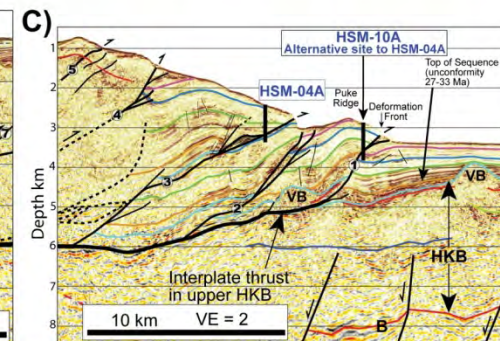 C)
HSM-10A
Alternative site to HSM-04A
Top of Sequence
(unconformity
27-33 Ma)
HSM-04A
Puke
Ridge
Deformation
Front
Depth km
1
2
3
4
5
6
7
8
5
4
3
2
1
VB
VB
HKB
Interplate thrust
in upper HKB
B
10 km VE = 2